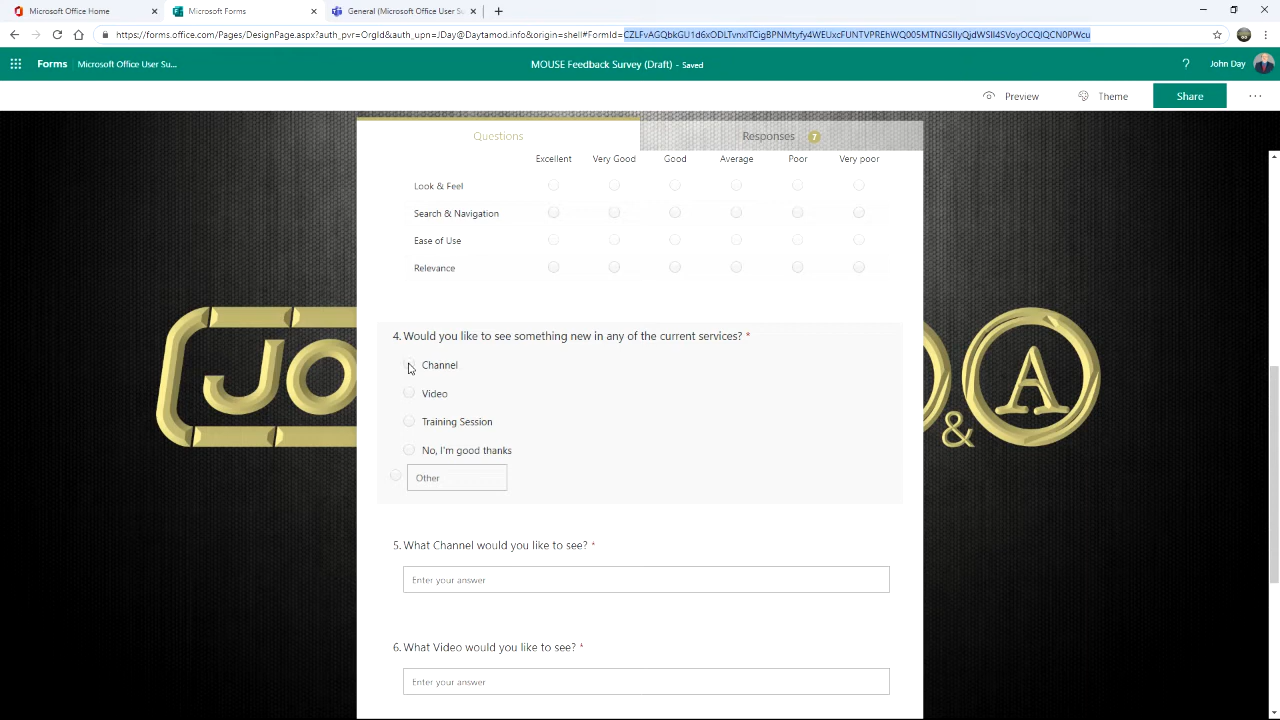 Microsoft Office Home
Microsoft Forms
General (Microsoft Office User Su
Forms
Microsoft Office User Su...
MOUSE Feedback Survey (Draft) - Saved
? John Day
Preview
Theme
Share
...
Questions
Responses 7
Excellent Very Good Good Average Poor Very poor
Look & Feel
Search & Navigation
Ease of Use
Relevance
4. Would you like to see something new in any of the current services? *
Channel
Video
Training Session
No, I'm good thanks
Other
5. What Channel would you like to see? *
Enter your answer
6. What Video would you like to see? *
Enter your answer
JO
& A